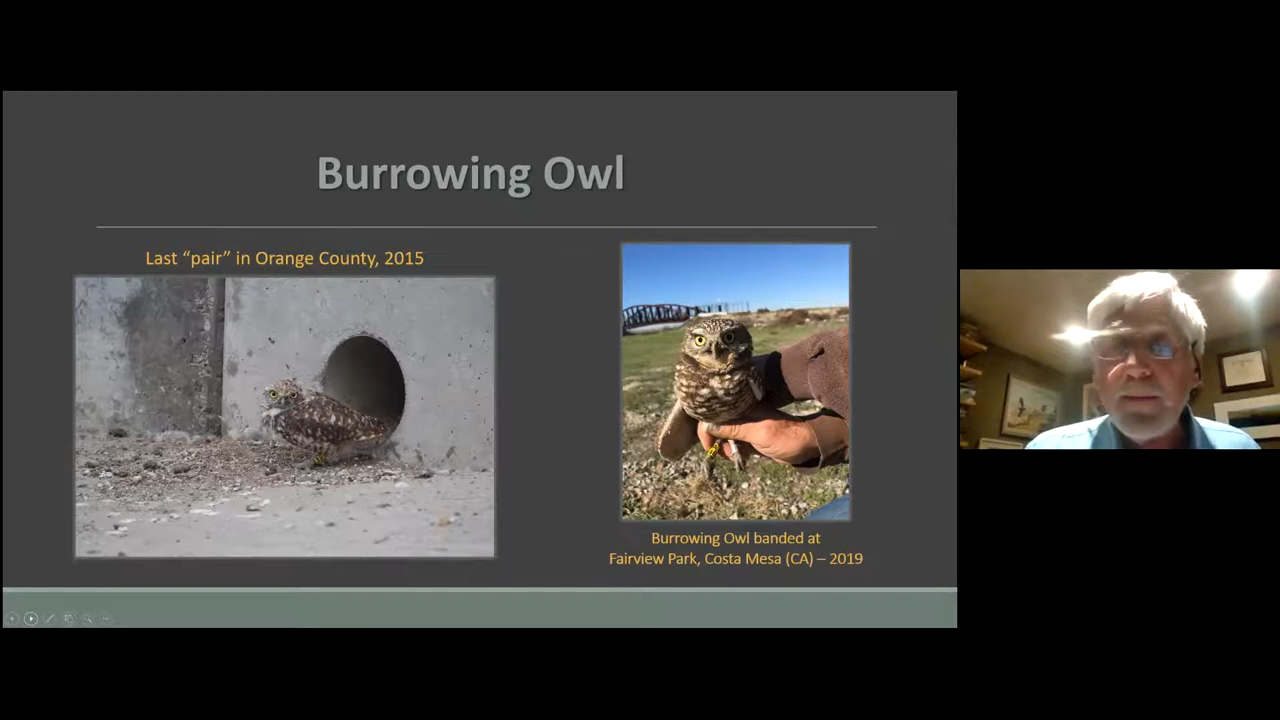 Burrowing Owl
Last “pair” in Orange County, 2015
Burrowing Owl banded at
Fairview Park, Costa Mesa (CA) – 2019